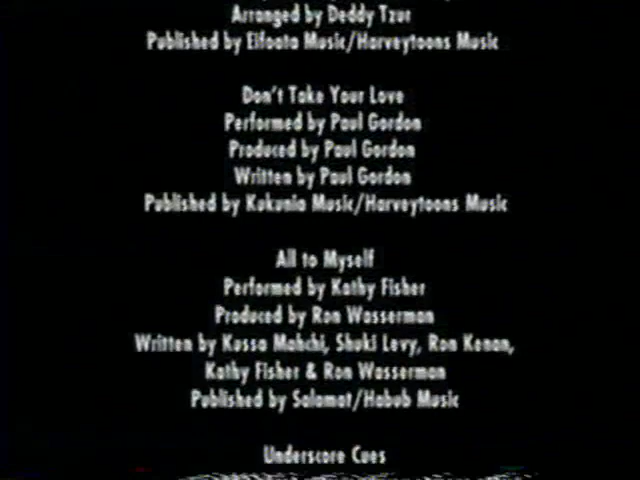 Arranged by Deddy Tzur
Published by Eifoata Music/Harveytoons Music
Don't Take Your Love
Performed by Paul Gordon
Produced by Paul Gordon
Written by Paul Gordon
Published by Kukunia Music/Harveytoons Music
All to Myself
Performed by Kathy Fisher
Produced by Ron Wasserman
Written by Kussa Mahchi, Shuki Levy, Ron Kenan,
Kathy Fisher & Ron Wasserman
Published by Salamat/Habub Music
Underscore Cues